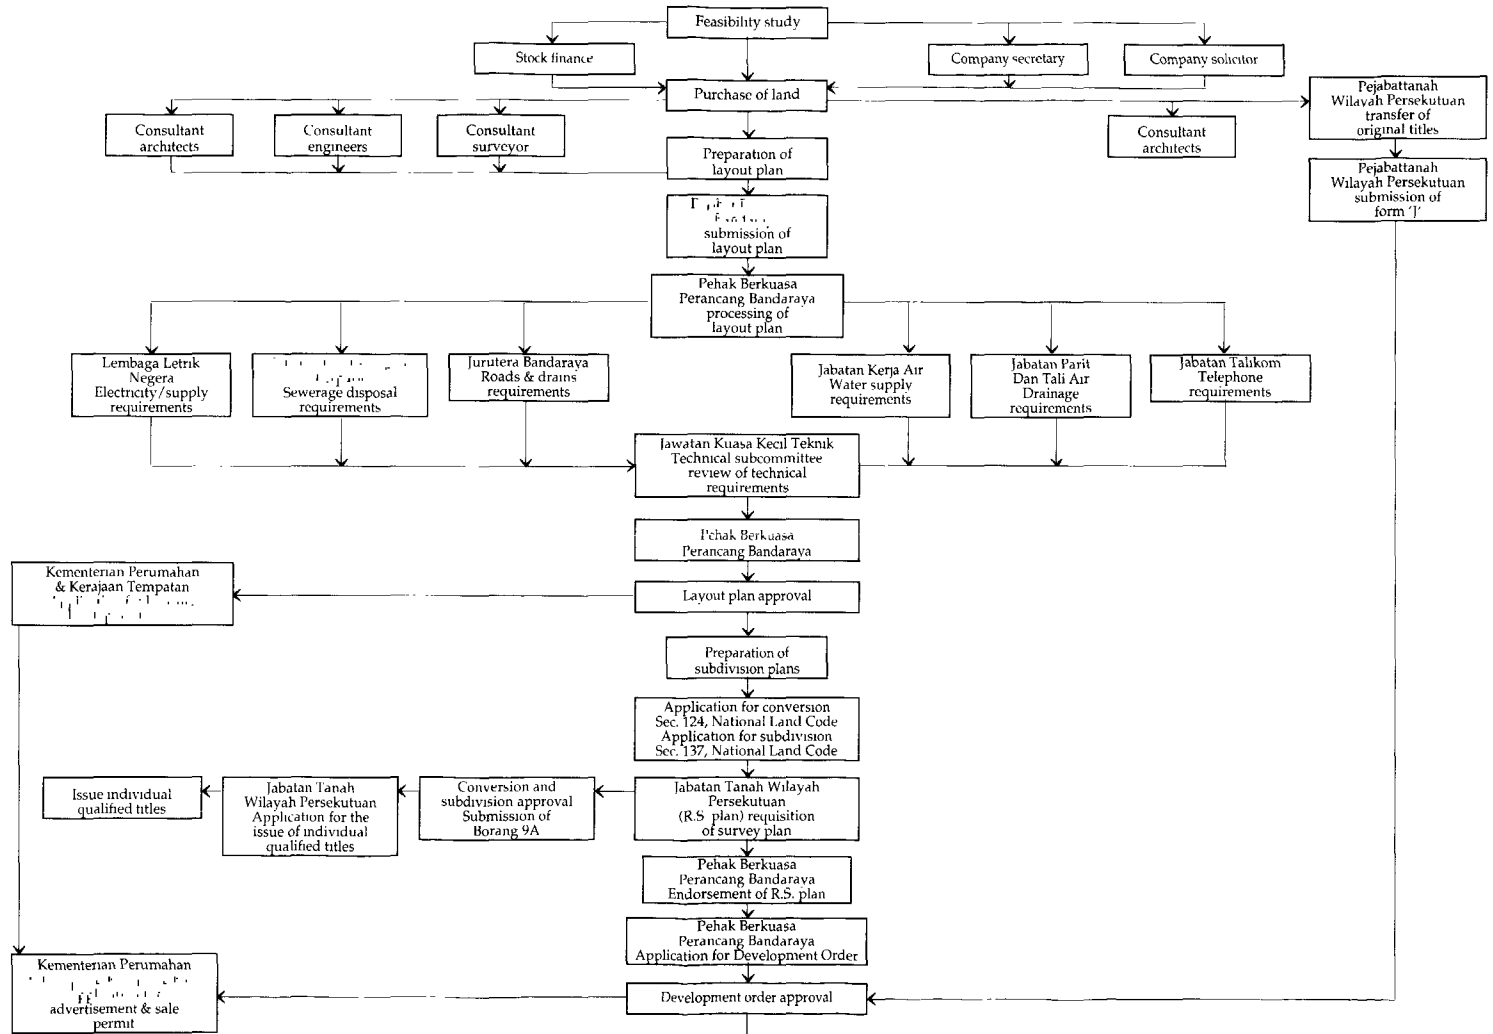 Feasibility study
Stock finance
Company secretary
Company solicitor
Purchase of land
Pejabattanah
Wilayah Persekutuan
transfer of
original titles
Consultant
architects
Consultant
engineers
Consultant
surveyor
Consultant
architects
Preparation of
layout plan
Pejabattanah
Wilayah Persekutuan
submission of
form 'J'
submission of
layout plan
Pehak Berkuasa
Perancang Bandaraya
processing of
layout plan
Lembaga Letrik
Negera
Electricity/supply
requirements
Sewerage disposal
requirements
Jurutera Bandaraya
Roads & drains
requirements
Jabatan Kerja Air
Water supply
requirements
Jabatan Parit
Dan Tali Air
Drainage
requirements
Jabatan Talikom
Telephone
requirements
Jawatan Kuasa Kecil Teknik
Technical subcommittee
review of technical
requirements
Pehak Berkuasa
Perancang Bandaraya
Kementerian Perumahan
& Kerajaan Tempatan
Layout plan approval
Preparation of
subdivision plans
Application for conversion
Sec. 124, National Land Code
Application for subdivision
Sec. 137, National Land Code
Issue individual
qualified titles
Jabatan Tanah
Wilayah Persekutuan
Application for the
issue of individual
qualified titles
Conversion and
subdivision approval
Submission of
Borang 9A
Jabatan Tanah Wilayah
Persekutuan
(R.S. plan) requisition
of survey plan
Pehak Berkuasa
Perancang Bandaraya
Endorsement of R.S. plan
Pehak Berkuasa
Perancang Bandaraya
Application for Development Order
Kementerian Perumahan
advertisement & sale
permit
Development order approval